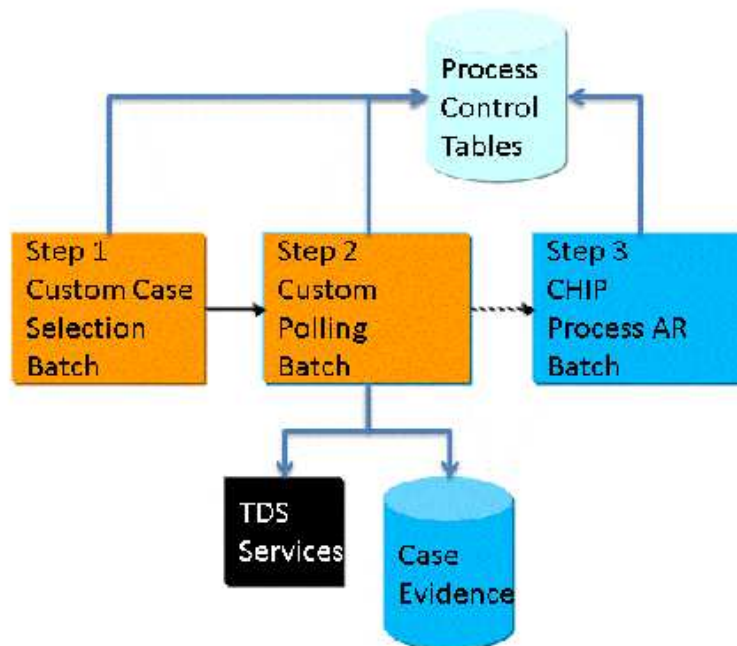 Process
Control
Tables
Step 1
Custom Case
Selection
Batch
Step 2
Custom
Polling
Batch
Step 3
CHIP
Process AR
Batch
TDS
Services
Case
Evidence